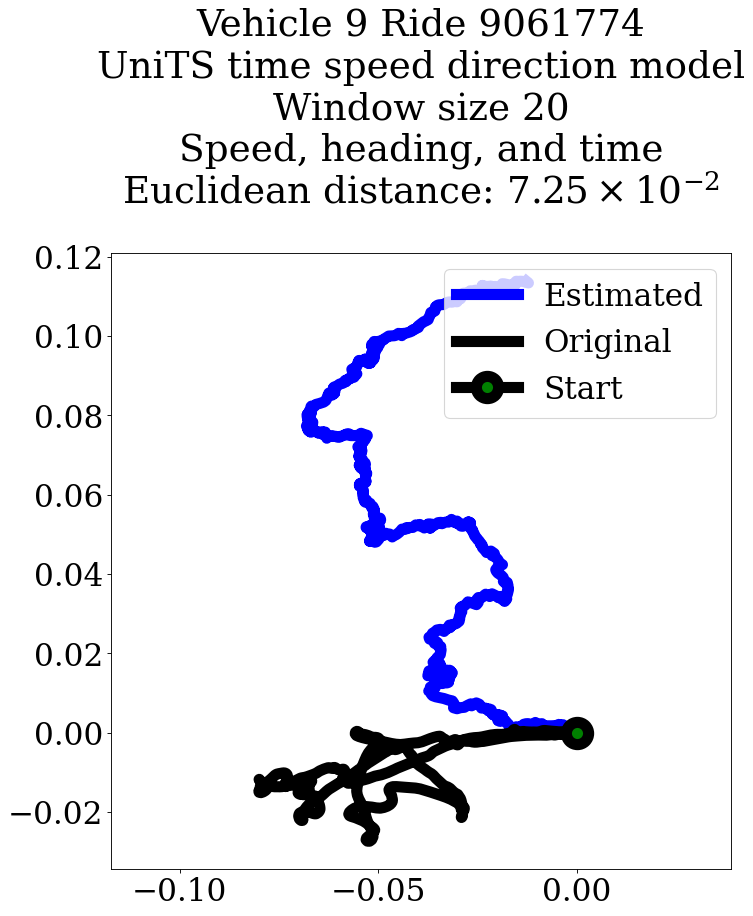 Vehicle 9 Ride 9061774
UniTS time speed direction model
Window size 20
Speed, heading, and time
Euclidean distance: 7.25 × 10⁻²
0.12
0.10
0.08
0.06
0.04
0.02
0.00
−0.02
Estimated
Original
Start
−0.10
−0.05
0.00